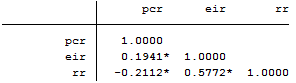 pcr eir rr
pcr 1.0000
eir 0.1941* 1.0000
rr -0.2112* 0.5772* 1.0000